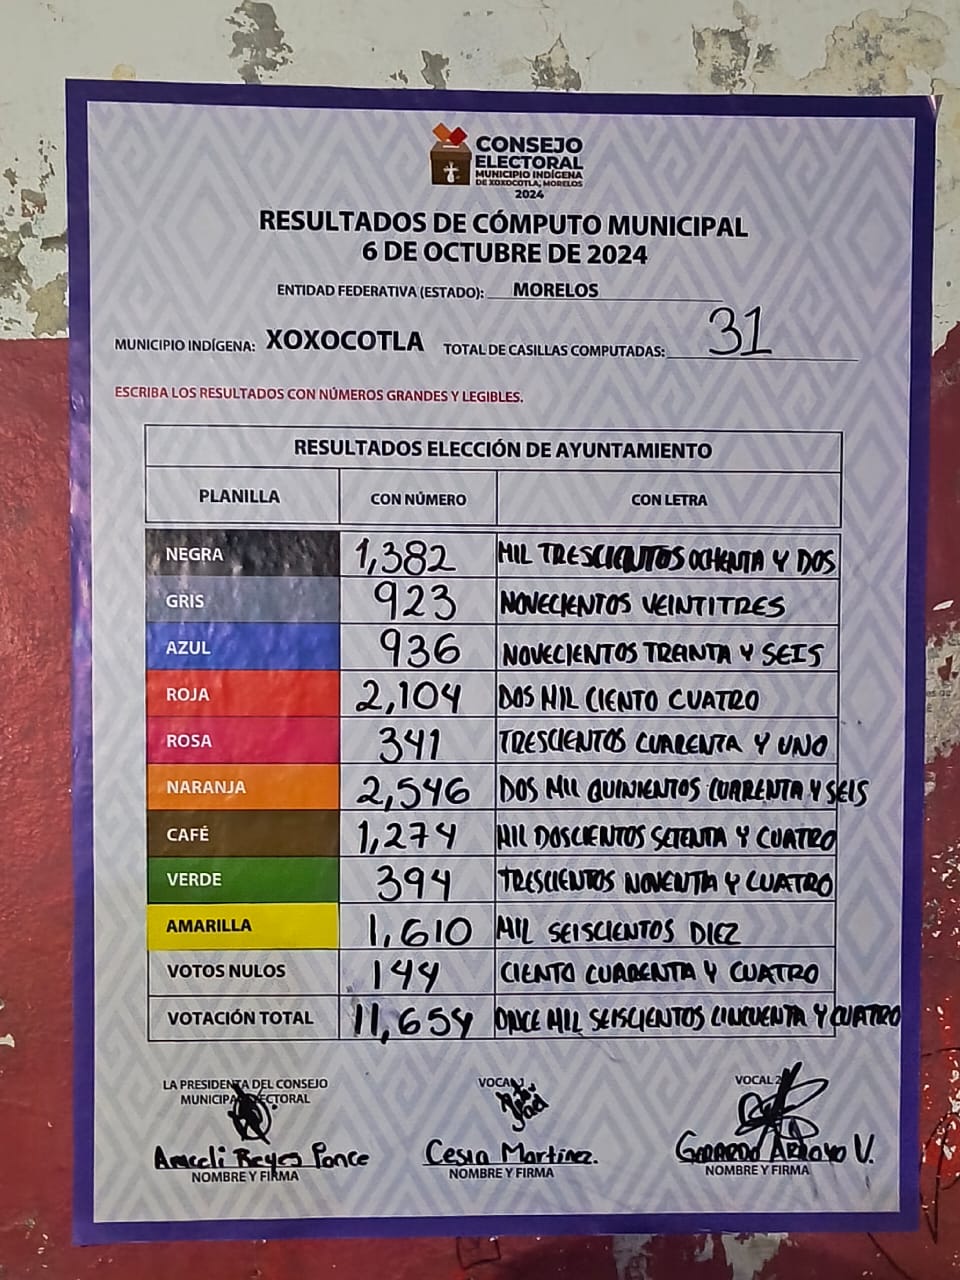 CONSEJO
ELECTORAL
MUNICIPIO INDÍGENA
DE XOXOCOTLA, MORELOS
2024
RESULTADOS DE CÓMPUTO MUNICIPAL
6 DE OCTUBRE DE 2024
ENTIDAD FEDERATIVA (ESTADO): MORELOS
MUNICIPIO INDÍGENA: XOXOCOTLA TOTAL DE CASILLAS COMPUTADAS: 31
ESCRIBA LOS RESULTADOS CON NÚMEROS GRANDES Y LEGIBLES.
RESULTADOS ELECCIÓN DE AYUNTAMIENTO
PLANILLA CON NÚMERO CON LETRA
NEGRA 1,382 MIL TRESCIENTOS OCHENTA Y DOS
GRIS 923 NOVECIENTOS VEINTITRES
AZUL 936 NOVECIENTOS TRANTA Y SEIS
ROJA 2,104 DOS MIL CIENTO CUATRO
ROSA 341 TRESCIENTOS CUARENTA Y UNO
NARANJA 2,546 DOS MIL QUINIENTOS CUARENTA Y SEIS
CAFÉ 1,274 MIL DOSCIENTOS SETENTA Y CUATRO
VERDE 394 TRESCIENTOS NOVENTA Y CUATRO
AMARILLA 1,610 MIL SEISCIENTOS DIEZ
VOTOS NULOS 144 CIENTO CUARENTA Y CUATRO
VOTACIÓN TOTAL 11,654 ONCE MIL SEISCIENTOS CINCUENTA Y CUATRO
LA PRESIDENTA DEL CONSEJO
MUNICIPAL ELECTORAL
VOCAL 1
VOCAL 2
Araceli Reyes Ponce Cesia Martínez. GERARDO ARROYO V.
NOMBRE Y FIRMA NOMBRE Y FIRMA NOMBRE Y FIRMA